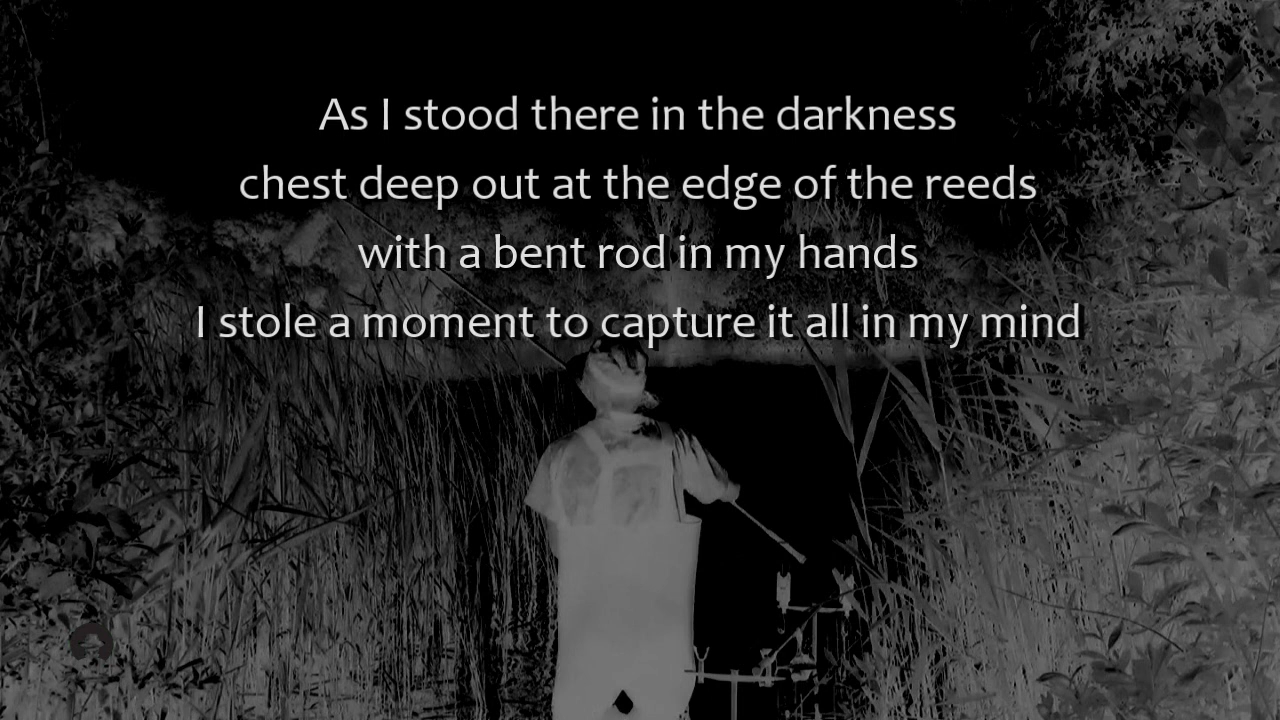 As I stood there in the darkness
chest deep out at the edge of the reeds
with a bent rod in my hands
I stole a moment to capture it all in my mind